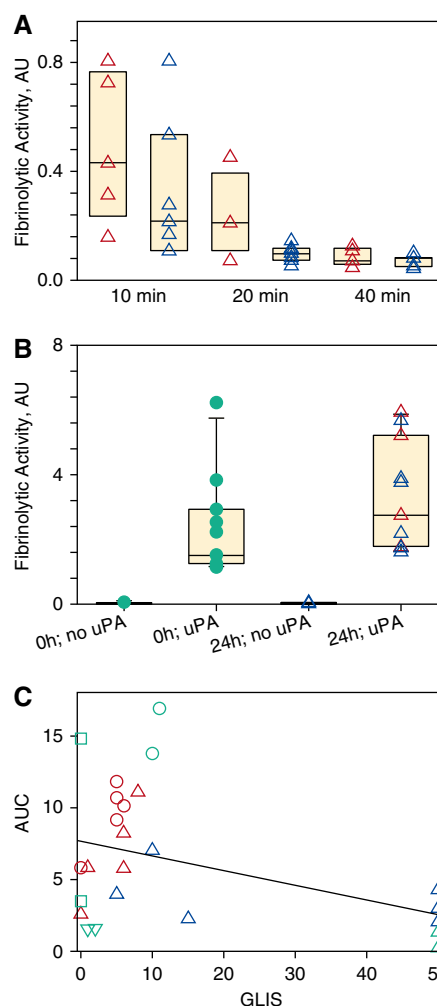 A
Fibrinolytic Activity, AU
0.8
0.4
0.0
10 min 20 min 40 min
B
Fibrinolytic Activity, AU
8
4
0
0h; no uPA 0h; uPA 24h; no uPA 24h; uPA
C
AUC
15
10
5
0
0 10 20 30 40 50
GLIS